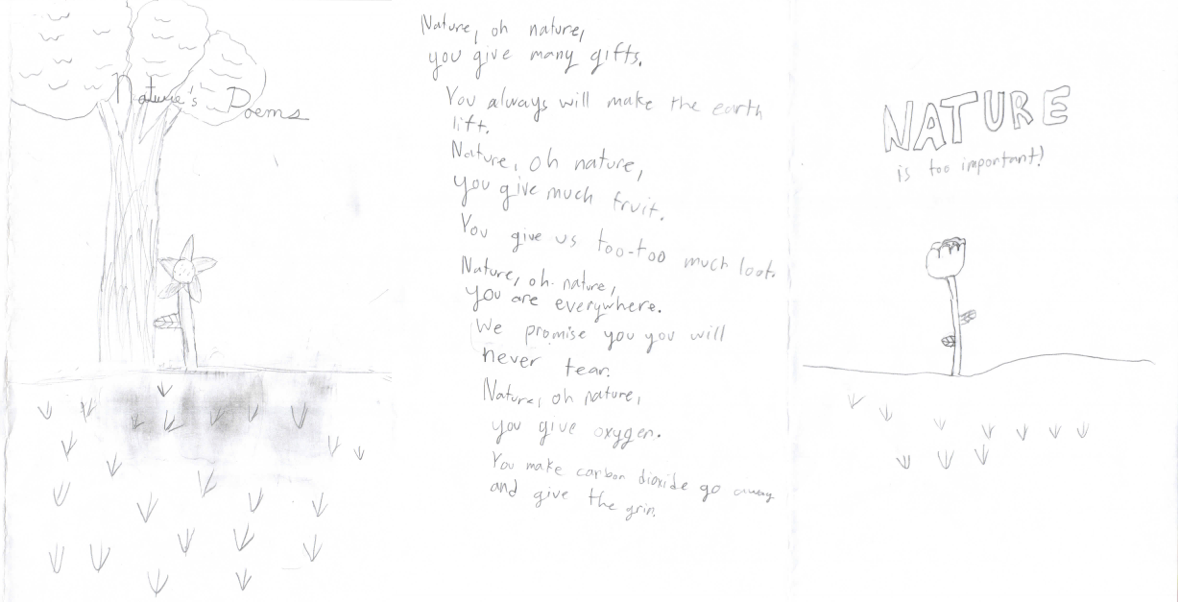 Nature's Poems
Nature, oh nature,
you give many gifts.
You always will make the earth
lift.
Nature, oh nature,
you give much fruit.
You give us too-too much loot.
Nature, oh nature,
you are everywhere.
We promise you you will
never tear.
Nature, oh nature,
you give oxygen.
You make carbon dioxide go away
and give the grin.
NATURE
is too important!